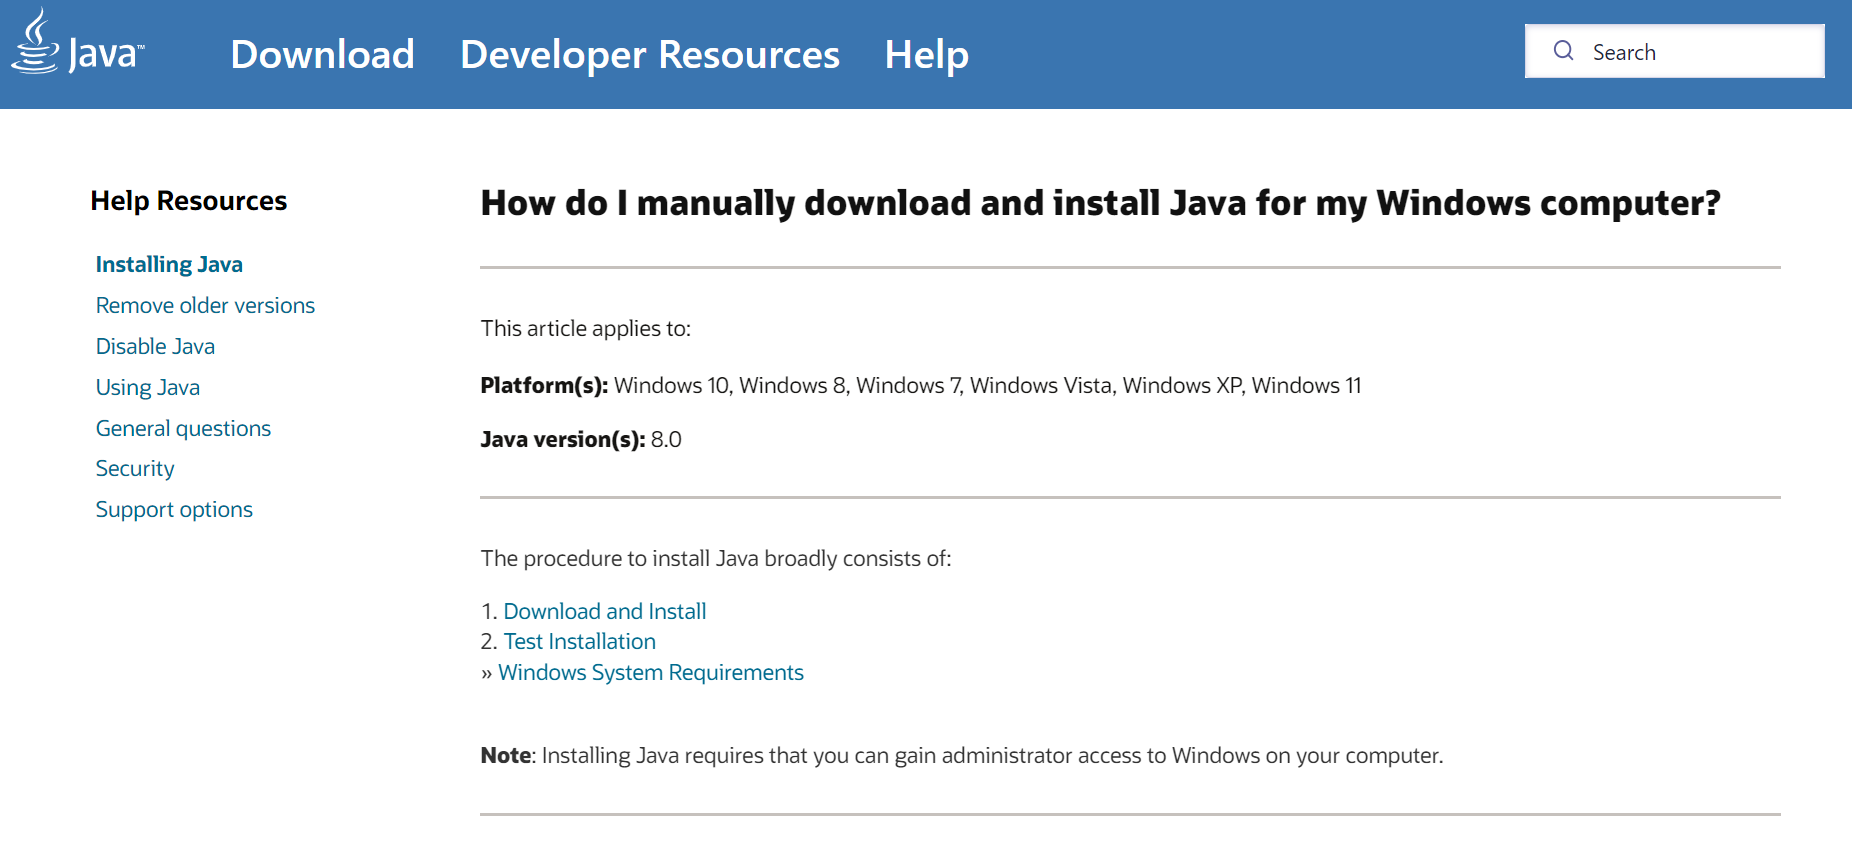 Java™
Download
Developer Resources
Help
Search
Help Resources
Installing Java
Remove older versions
Disable Java
Using Java
General questions
Security
Support options
How do I manually download and install Java for my Windows computer?
This article applies to:
Platform(s): Windows 10, Windows 8, Windows 7, Windows Vista, Windows XP, Windows 11
Java version(s): 8.0
The procedure to install Java broadly consists of:
1. Download and Install
2. Test Installation
» Windows System Requirements
Note: Installing Java requires that you can gain administrator access to Windows on your computer.